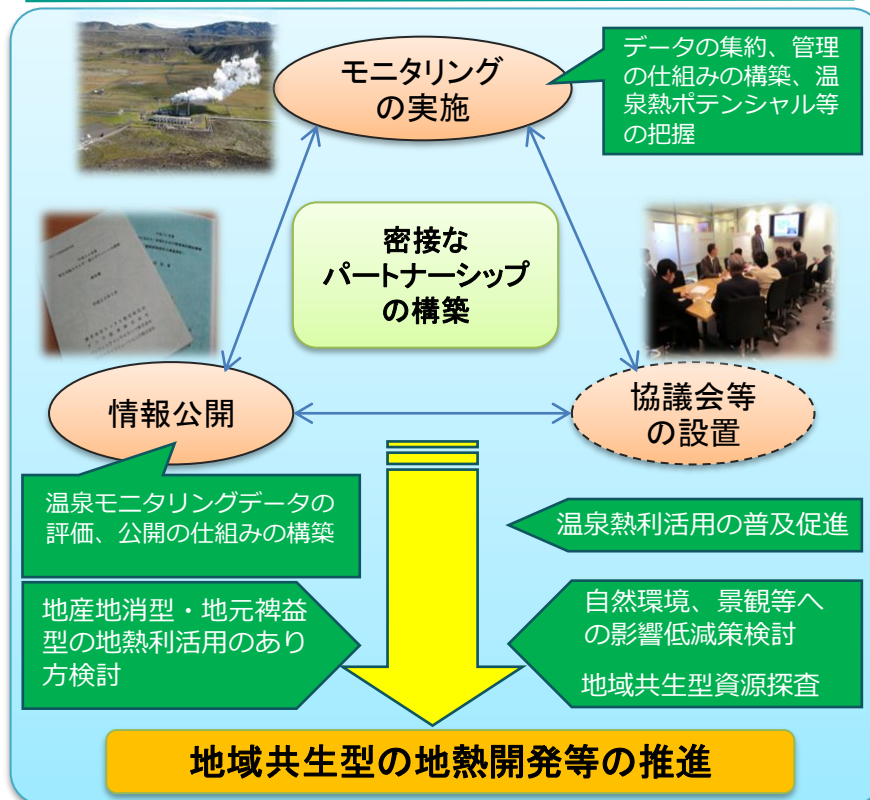 モニタリング
の実施
データの集約、管理
の仕組みの構築、温
泉熱ポテンシャル等
の把握
密接な
パートナーシップ
の構築
情報公開
協議会等
の設置
温泉モニタリングデータの
評価、公開の仕組みの構築
温泉熱利活用の普及促進
地産地消型・地元裨益
型の地熱利活用のあり
方検討
自然環境、景観等へ
の影響低減策検討
地域共生型資源探査
地域共生型の地熱開発等の推進